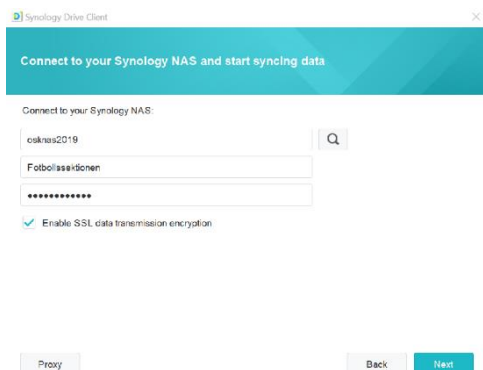 Synology Drive Client
Connect to your Synology NAS and start syncing data
Connect to your Synology NAS:
osknas2019
Fotbollssektionen
••••••••••••
Enable SSL data transmission encryption
Proxy
Back
Next